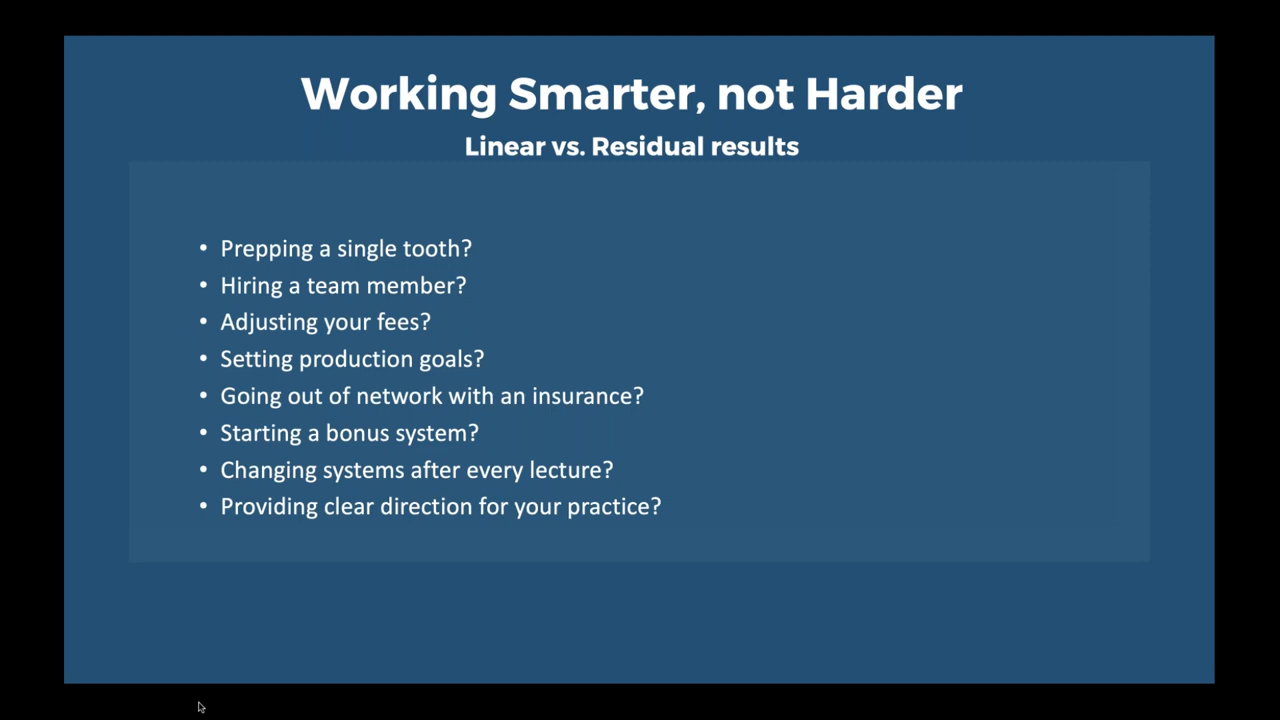 Working Smarter, not Harder
Linear vs. Residual results
• Prepping a single tooth?
• Hiring a team member?
• Adjusting your fees?
• Setting production goals?
• Going out of network with an insurance?
• Starting a bonus system?
• Changing systems after every lecture?
• Providing clear direction for your practice?